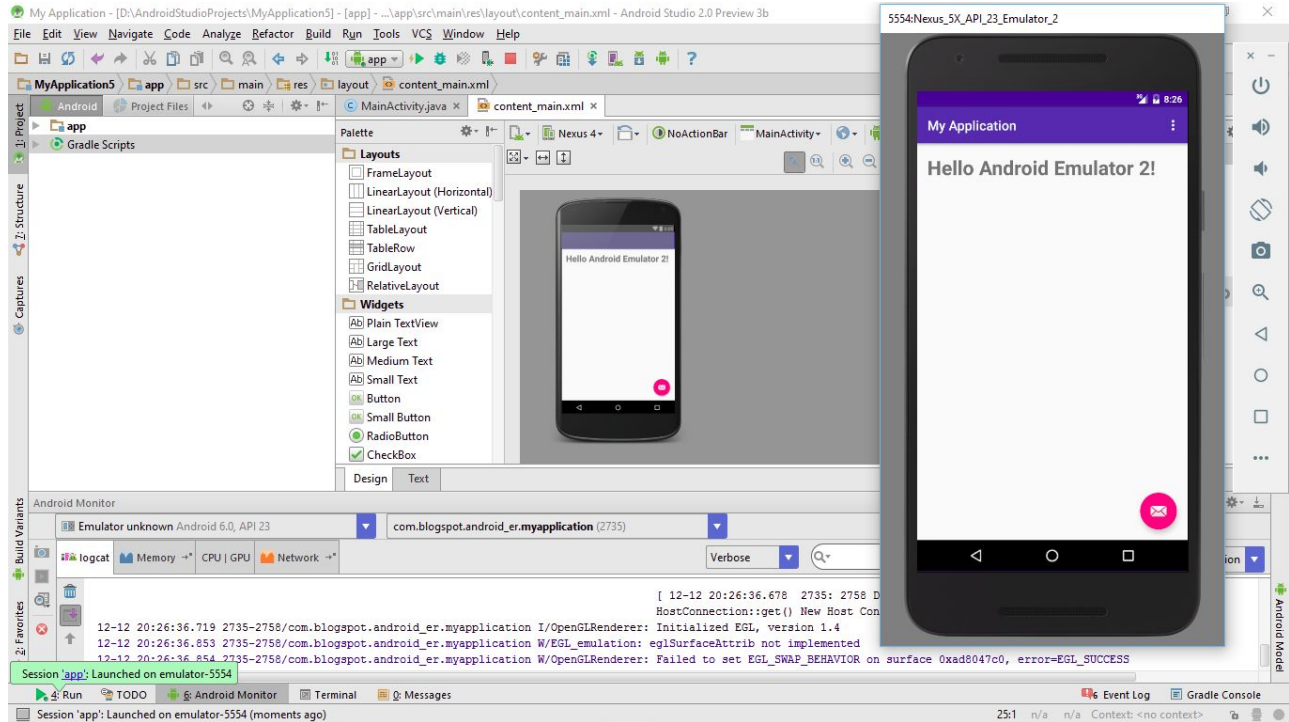 My Application - [D:\AndroidStudioProjects\MyApplication5] - [app] - ...\app\src\main\res\layout\content_main.xml - Android Studio 2.0 Preview 3b
File Edit View Navigate Code Analyze Refactor Build Run Tools VCS Window Help
app
MyApplication5 app src main res layout content_main.xml
Android Project Files
MainActivity.java content_main.xml
1: Project
7: Structure
Captures
Build Variants
2: Favorites
app
Gradle Scripts
Palette
Layouts
FrameLayout
LinearLayout (Horizontal)
LinearLayout (Vertical)
TableLayout
TableRow
GridLayout
RelativeLayout
Widgets
Ab Plain TextView
Ab Large Text
Ab Medium Text
Ab Small Text
OK Button
OK Small Button
RadioButton
CheckBox
Nexus 4 NoActionBar MainActivity
Hello Android Emulator 2!
Design Text
5554:Nexus_5X_API_23_Emulator_2
8:26
My Application
Hello Android Emulator 2!
Android Monitor
Emulator unknown Android 6.0, API 23
com.blogspot.android_er.myapplication (2735)
logcat Memory CPU | GPU Network
Verbose
ion
[ 12-12 20:26:36.678 2735: 2758 D
HostConnection::get() New Host Con
12-12 20:26:36.719 2735-2758/com.blogspot.android_er.myapplication I/OpenGLRenderer: Initialized EGL, version 1.4
12-12 20:26:36.853 2735-2758/com.blogspot.android_er.myapplication W/EGL_emulation: eglSurfaceAttrib not implemented
12-12 20:26:36.854 2735-2758/com.blogspot.android_er.myapplication W/OpenGLRenderer: Failed to set EGL_SWAP_BEHAVIOR on surface 0xad8047c0, error=EGL_SUCCESS
Android Model
Session 'app': Launched on emulator-5554
4: Run TODO 6: Android Monitor Terminal 0: Messages
6 Event Log Gradle Console
Session 'app': Launched on emulator-5554 (moments ago)
25:1 n/a n/a Context: <no context>